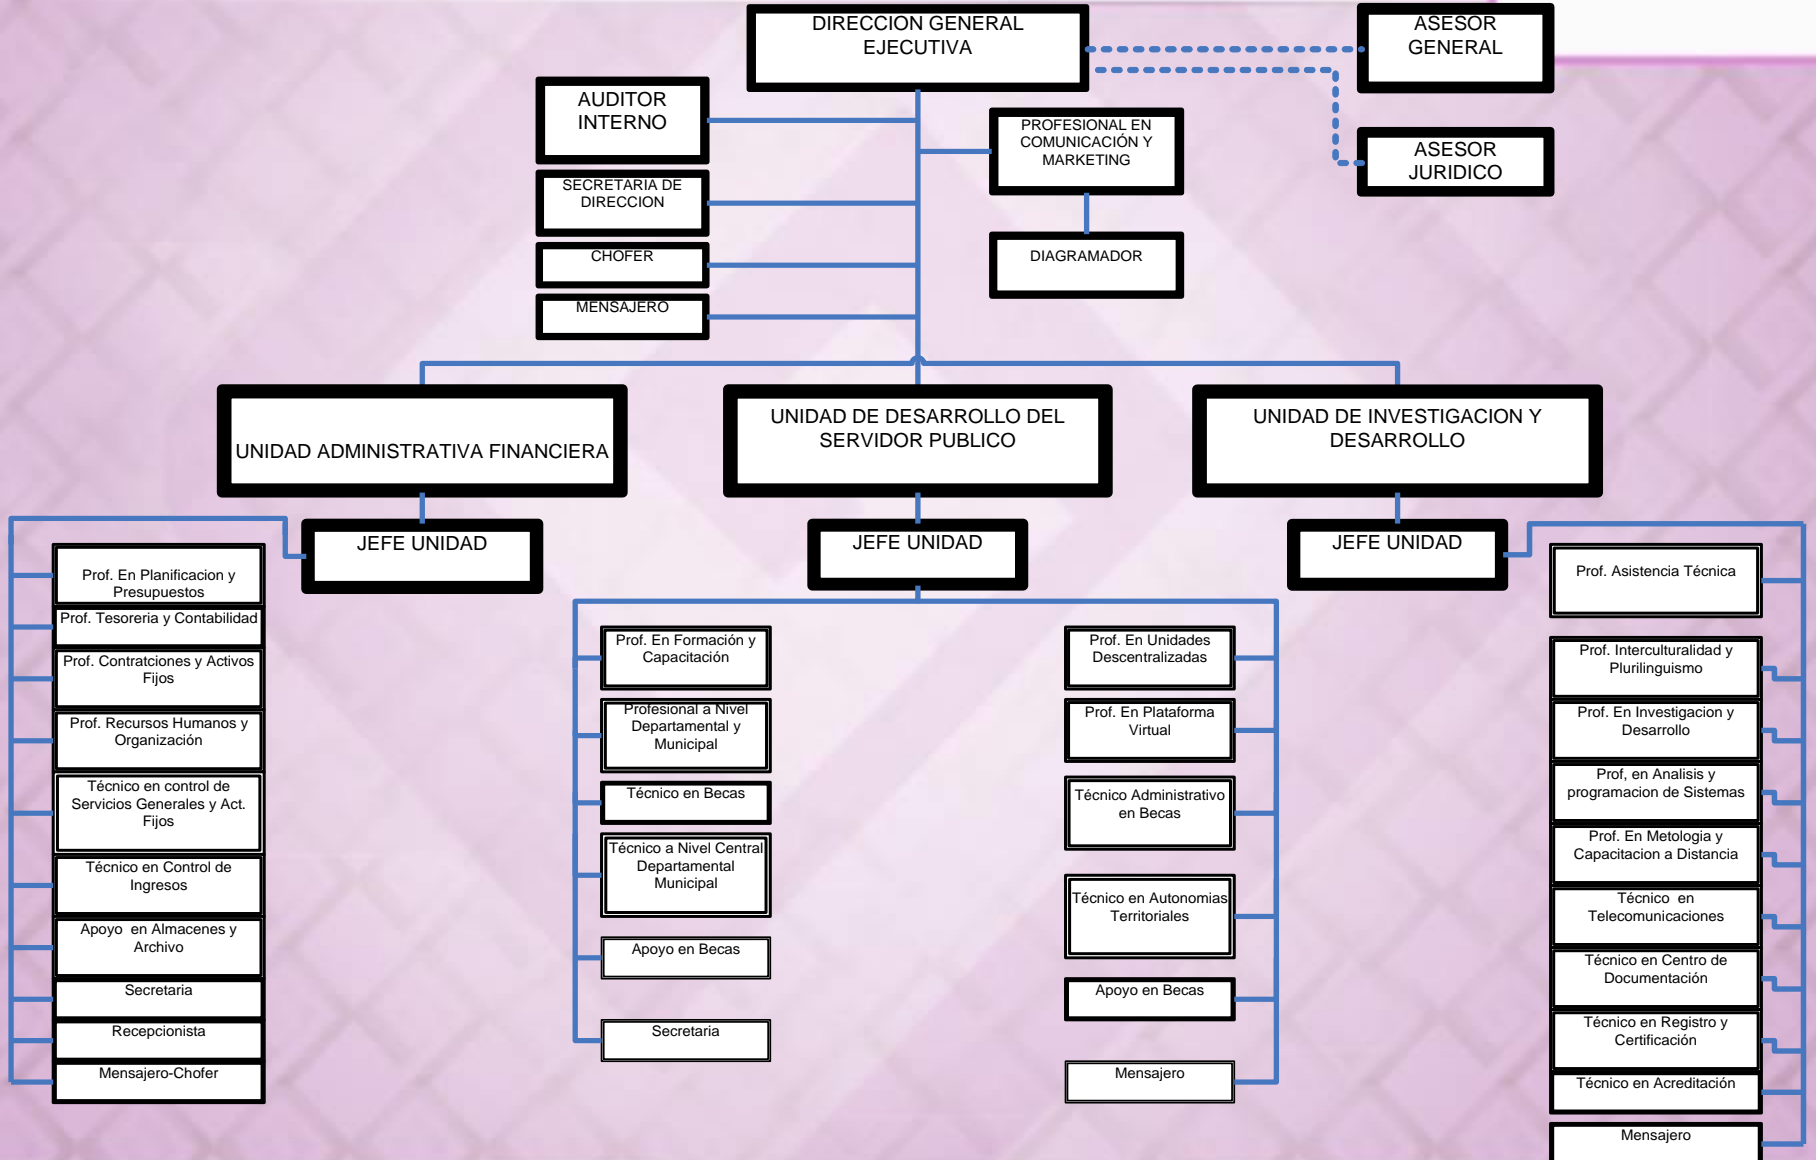 DIRECCION GENERAL
EJECUTIVA
ASESOR
GENERAL
AUDITOR
INTERNO
PROFESIONAL EN
COMUNICACIÓN Y
MARKETING
ASESOR
JURIDICO
SECRETARIA DE
DIRECCION
CHOFER
DIAGRAMADOR
MENSAJERO
UNIDAD ADMINISTRATIVA FINANCIERA
UNIDAD DE DESARROLLO DEL
SERVIDOR PUBLICO
UNIDAD DE INVESTIGACION Y
DESARROLLO
JEFE UNIDAD
JEFE UNIDAD
JEFE UNIDAD
Prof. En Planificacion y
Presupuestos
Prof. Tesoreria y Contabilidad
Prof. Contratciones y Activos
Fijos
Prof. Recursos Humanos y
Organización
Técnico en control de
Servicios Generales y Act.
Fijos
Técnico en Control de
Ingresos
Apoyo en Almacenes y
Archivo
Secretaria
Recepcionista
Mensajero-Chofer
Prof. En Formación y
Capacitación
Profesional a Nivel
Departamental y
Municipal
Técnico en Becas
Técnico a Nivel Central
Departamental
Municipal
Apoyo en Becas
Secretaria
Prof. En Unidades
Descentralizadas
Prof. En Plataforma
Virtual
Técnico Administrativo
en Becas
Técnico en Autonomias
Territoriales
Apoyo en Becas
Mensajero
Prof. Asistencia Técnica
Prof. Interculturalidad y
Plurilinguismo
Prof. En Investigacion y
Desarrollo
Prof, en Analisis y
programacion de Sistemas
Prof. En Metologia y
Capacitacion a Distancia
Técnico en
Telecomunicaciones
Técnico en Centro de
Documentación
Técnico en Registro y
Certificación
Técnico en Acreditación
Mensajero